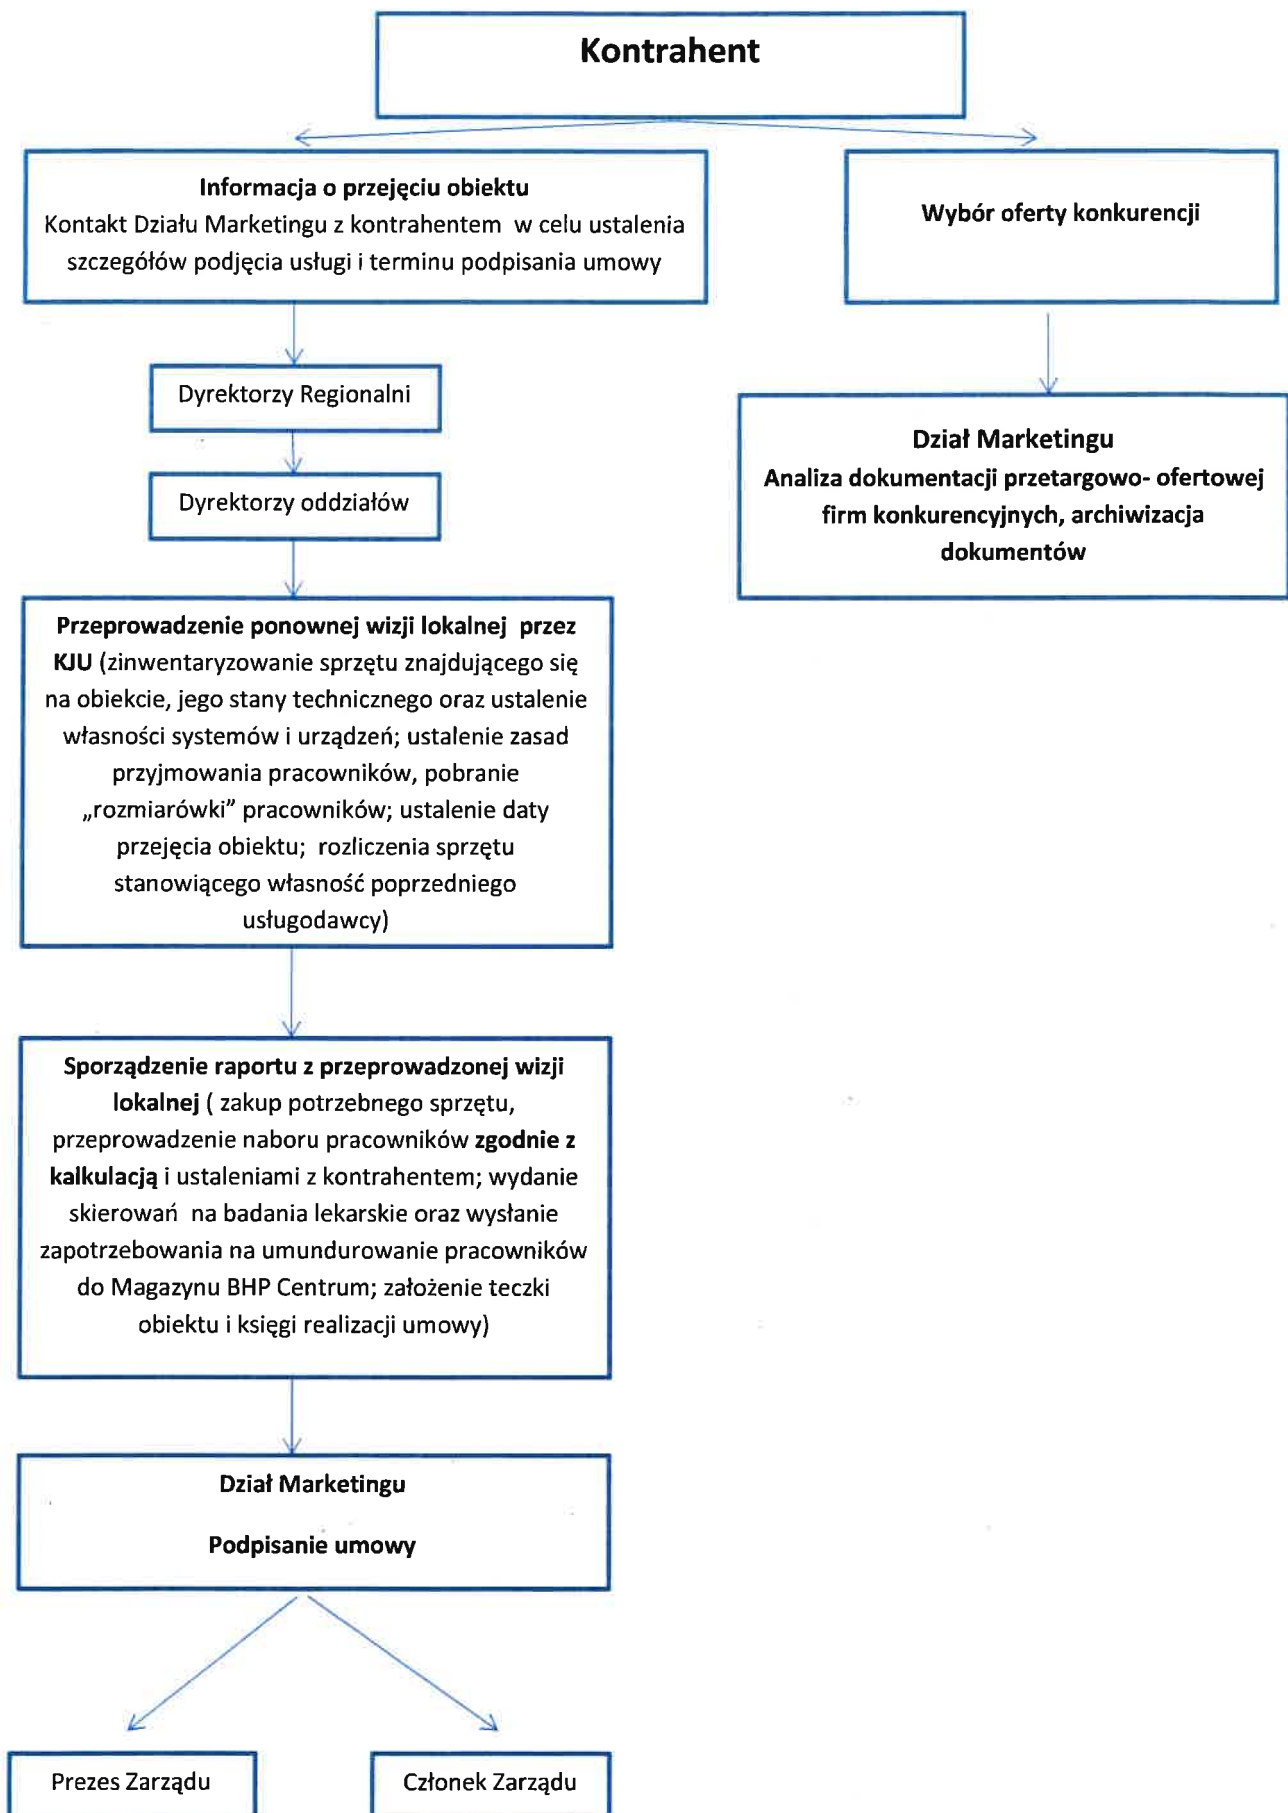 Kontrahent
Informacja o przejęciu obiektu
Kontakt Działu Marketingu z kontrahentem w celu ustalenia
szczegółów podjęcia usługi i terminu podpisania umowy
Wybór oferty konkurencji
Dyrektorzy Regionalni
Dyrektorzy oddziałów
Dział Marketingu
Analiza dokumentacji przetargowo- ofertowej
firm konkurencyjnych, archiwizacja
dokumentów
Przeprowadzenie ponownej wizji lokalnej przez
KJU (zinwentaryzowanie sprzętu znajdującego się
na obiekcie, jego stany technicznego oraz ustalenie
własności systemów i urządzeń; ustalenie zasad
przyjmowania pracowników, pobranie
„rozmiarówki” pracowników; ustalenie daty
przejęcia obiektu; rozliczenia sprzętu
stanowiącego własność poprzedniego
usługodawcy)
Sporządzenie raportu z przeprowadzonej wizji
lokalnej ( zakup potrzebnego sprzętu,
przeprowadzenie naboru pracowników zgodnie z
kalkulacją i ustaleniami z kontrahentem; wydanie
skierowań na badania lekarskie oraz wysłanie
zapotrzebowania na umundurowanie pracowników
do Magazynu BHP Centrum; założenie teczki
obiektu i księgi realizacji umowy)
Dział Marketingu
Podpisanie umowy
Prezes Zarządu
Członek Zarządu